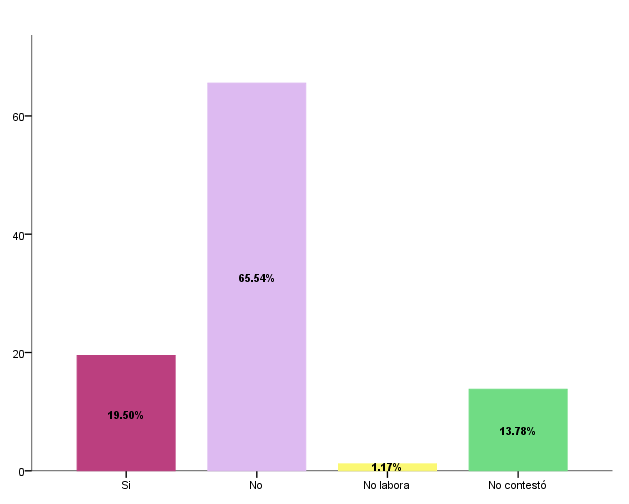 60
40
20
0
19.50%
65.54%
1.17%
13.78%
Si
No
No labora
No contestó